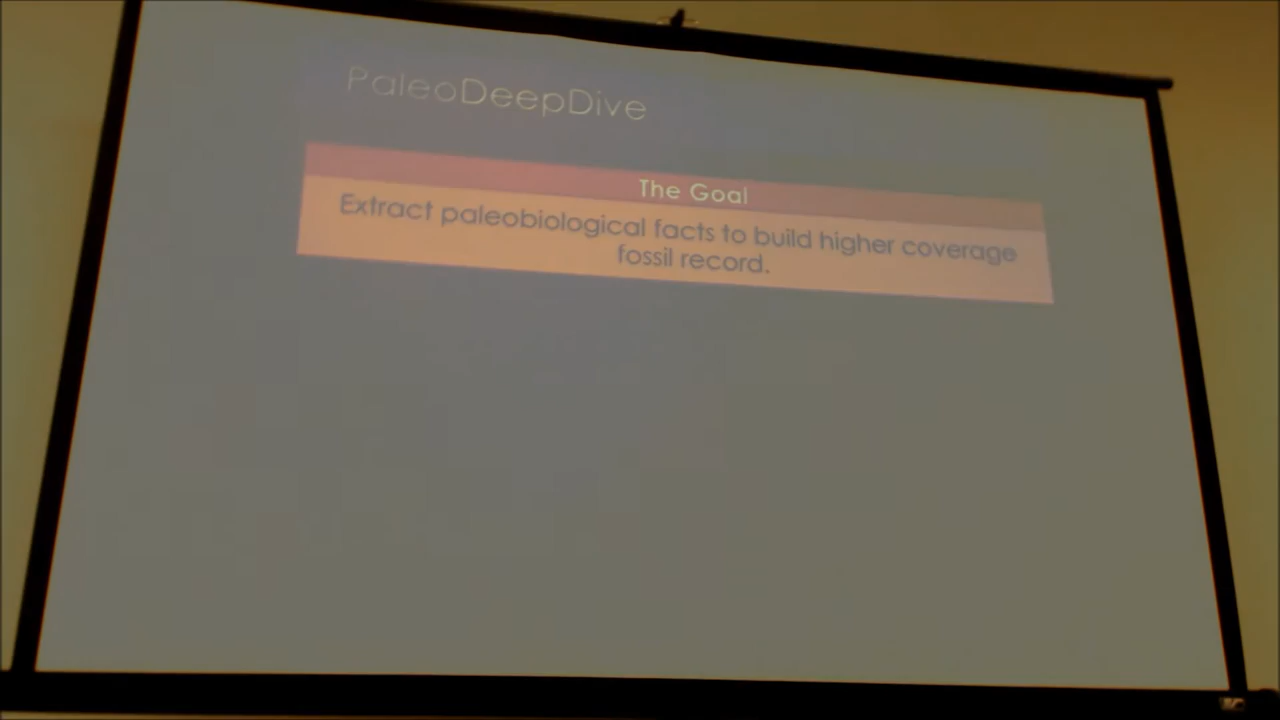 PaleoDeepDive
The Goal
Extract paleobiological facts to build higher coverage
fossil record.